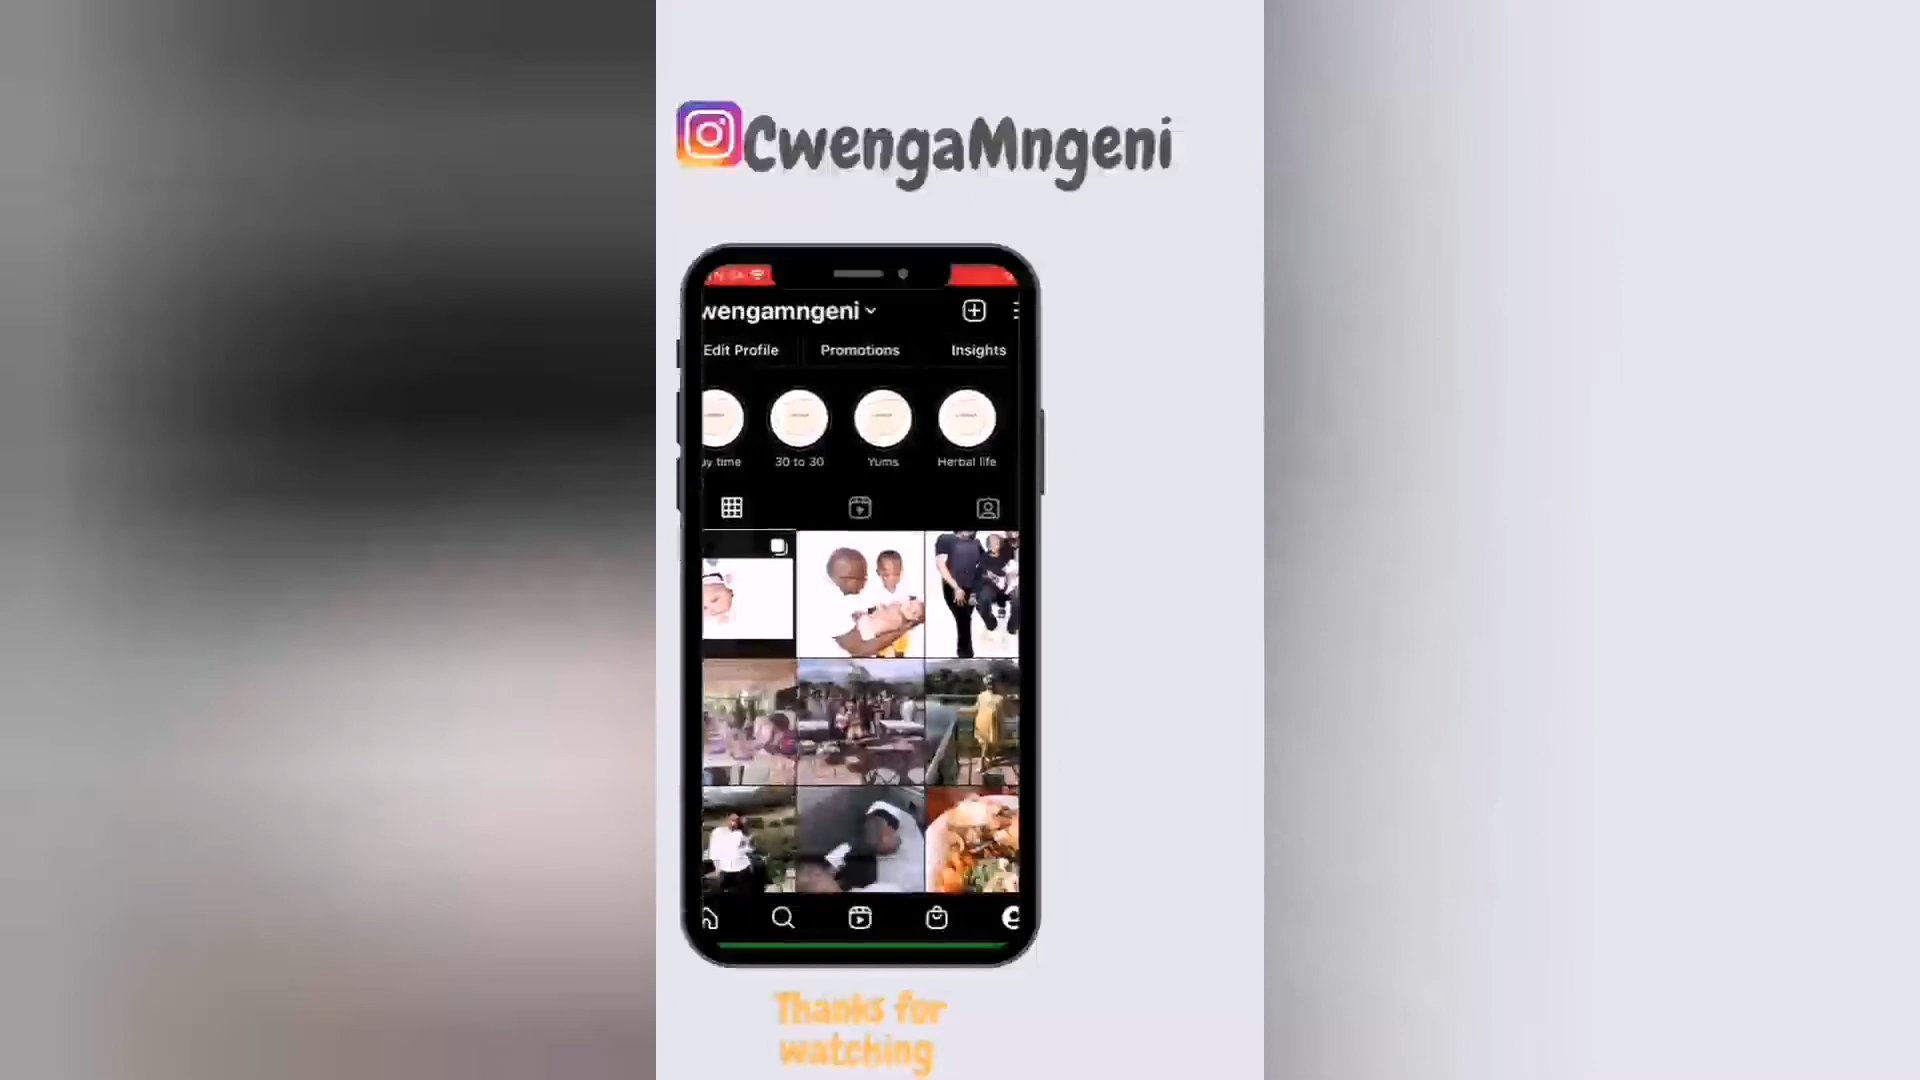 CwengaMngeni
wengamngeni
Edit Profile
Promotions
Insights
y time
30 to 30
Yums
Herbal life
Thanks for
watching